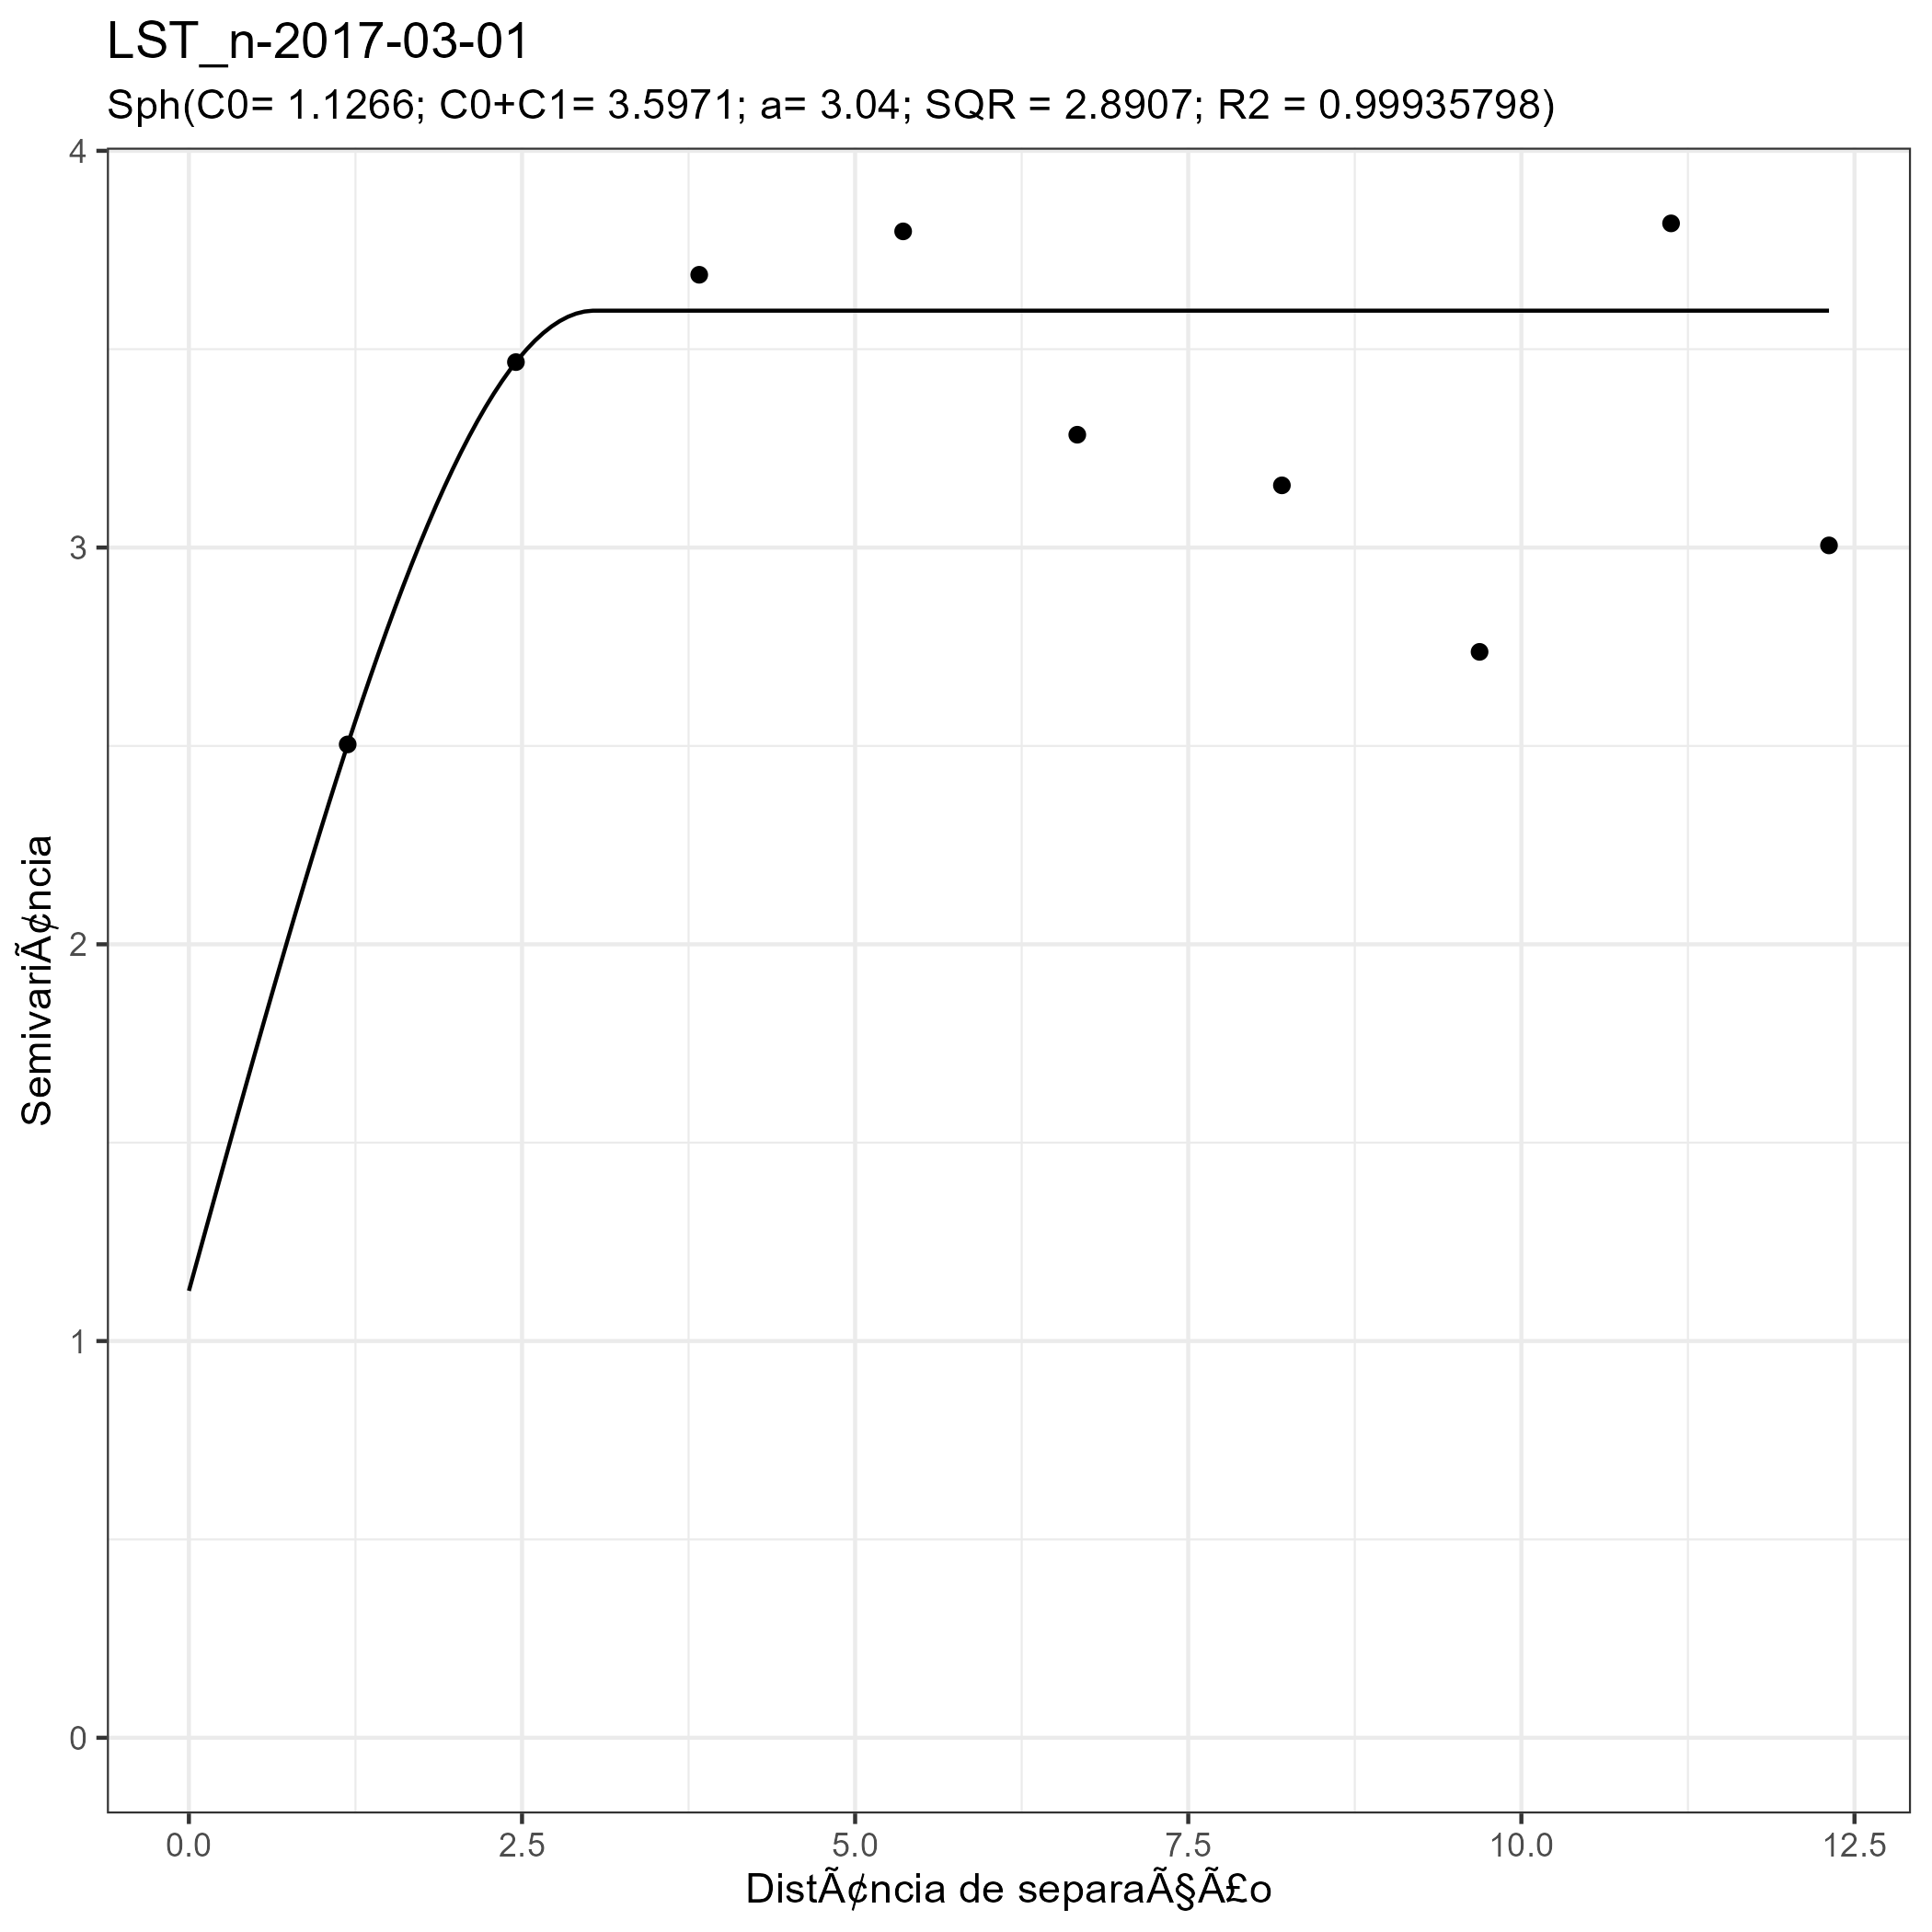 LST_n-2017-03-01
Sph(C0= 1.1266; C0+C1= 3.5971; a= 3.04; SQR = 2.8907; R2 = 0.99935798)
4
3
2
1
0
SemivariÃ¢ncia
0.0
2.5
5.0
7.5
10.0
12.5
DistÃ¢ncia de separaÃ§Ã£o